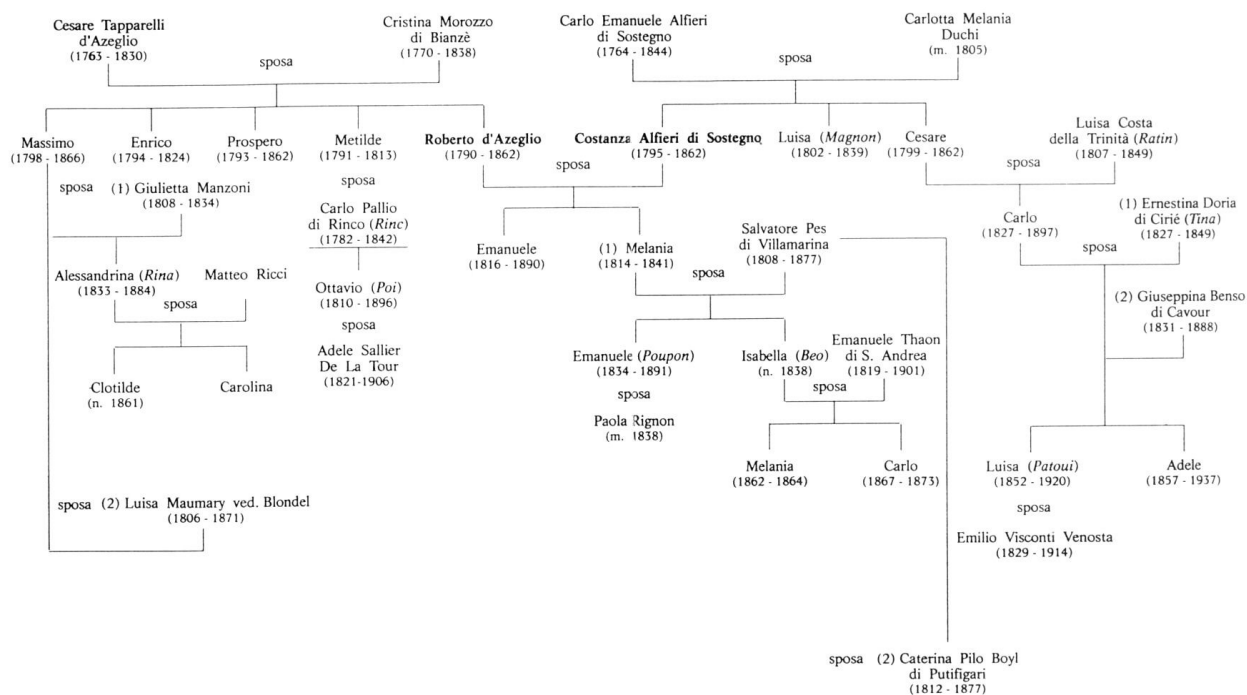 Cesare Tapparelli
d'Azeglio
(1763 - 1830)
sposa
Cristina Morozzo
di Bianzè
(1770 - 1838)
Carlo Emanuele Alfieri
di Sostegno
(1764 - 1844)
sposa
Carlotta Melania
Duchi
(m. 1805)
Massimo
(1798 - 1866)
Enrico
(1794 - 1824)
Prospero
(1793 - 1862)
Metilde
(1791 - 1813)
Roberto d'Azeglio
(1790 - 1862)
sposa
Costanza Alfieri di Sostegno
(1795 - 1862)
Luisa (Magnon)
(1802 - 1839)
Cesare
(1799 - 1862)
sposa
Luisa Costa
della Trinità (Ratin)
(1807 - 1849)
sposa (1) Giulietta Manzoni
(1808 - 1834)
sposa
Carlo Pallio
di Rinco (Rinc)
(1782 - 1842)
Emanuele
(1816 - 1890)
(1) Melania
(1814 - 1841)
sposa
Salvatore Pes
di Villamarina
(1808 - 1877)
Carlo
(1827 - 1897)
sposa
(1) Ernestina Doria
di Cirié (Tina)
(1827 - 1849)
Alessandrina (Rina)
(1833 - 1884)
sposa
Matteo Ricci
Ottavio (Poi)
(1810 - 1896)
sposa
Adele Sallier
De La Tour
(1821-1906)
(2) Giuseppina Benso
di Cavour
(1831 - 1888)
Clotilde
(n. 1861)
Carolina
Emanuele (Poupon)
(1834 - 1891)
sposa
Paola Rignon
(m. 1838)
Isabella (Beo)
(n. 1838)
sposa
Emanuele Thaon
di S. Andrea
(1819 - 1901)
Melania
(1862 - 1864)
Carlo
(1867 - 1873)
Luisa (Patoui)
(1852 - 1920)
sposa
Emilio Visconti Venosta
(1829 - 1914)
Adele
(1857 - 1937)
sposa (2) Luisa Maumary ved. Blondel
(1806 - 1871)
sposa (2) Caterina Pilo Boyl
di Putifigari
(1812 - 1877)